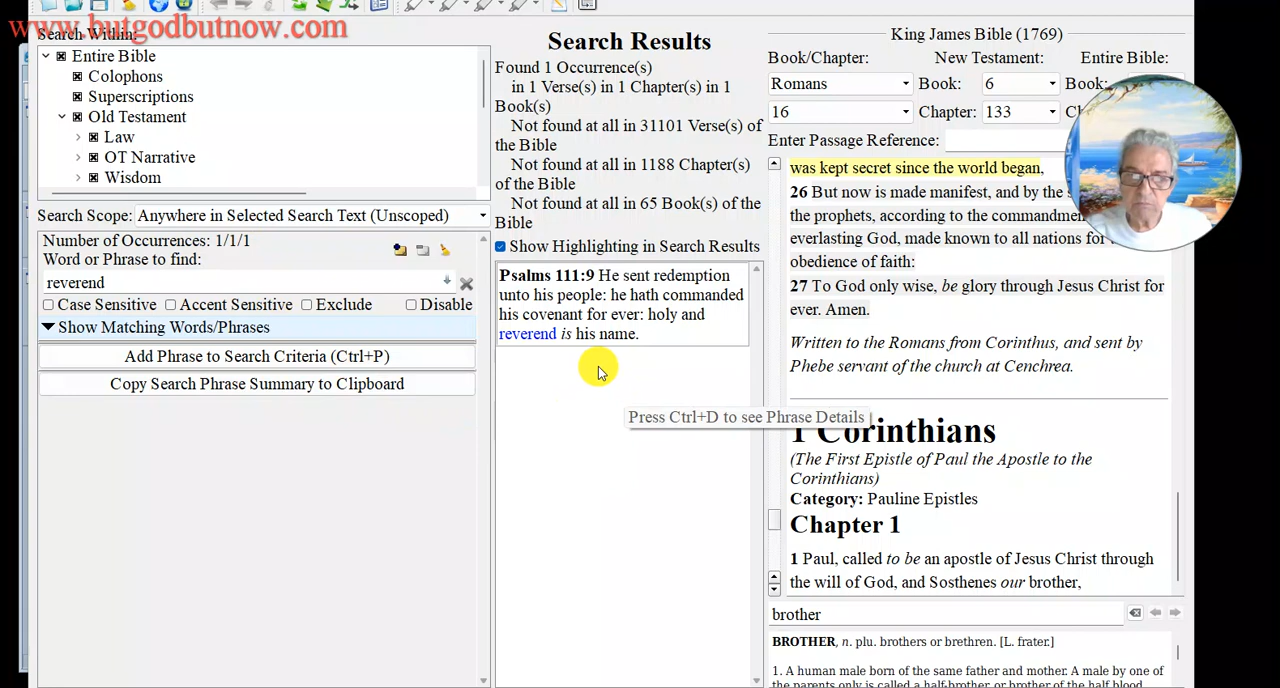 www.butgodbutnow.com
Search Within:
Entire Bible
Colophons
Superscriptions
Old Testament
Law
OT Narrative
Wisdom
Search Scope: Anywhere in Selected Search Text (Unscoped)
Number of Occurrences: 1/1/1
Word or Phrase to find:
reverend
Case Sensitive Accent Sensitive Exclude Disable
Show Matching Words/Phrases
Add Phrase to Search Criteria (Ctrl+P)
Copy Search Phrase Summary to Clipboard
Search Results
Found 1 Occurrence(s)
in 1 Verse(s) in 1 Chapter(s) in 1
Book(s)
Not found at all in 31101 Verse(s) of
the Bible
Not found at all in 1188 Chapter(s)
of the Bible
Not found at all in 65 Book(s) of the
Bible
Show Highlighting in Search Results
Psalms 111:9 He sent redemption
unto his people: he hath commanded
his covenant for ever: holy and
reverend is his name.
Press Ctrl+D to see Phrase Details
King James Bible (1769)
Book/Chapter: New Testament: Entire Bible:
Romans Book: 6 Book:
16 Chapter: 133
Enter Passage Reference:
was kept secret since the world began,
26 But now is made manifest, and by the
the prophets, according to the
everlasting God, made known to all nations for
obedience of faith:
27 To God only wise, be glory through Jesus Christ for
ever. Amen.
Written to the Romans from Corinthus, and sent by
Phebe servant of the church at Cenchrea.
1 Corinthians
(The First Epistle of Paul the Apostle to the
Corinthians)
Category: Pauline Epistles
Chapter 1
1 Paul, called to be an apostle of Jesus Christ through
the will of God, and Sosthenes our brother,
brother
BROTHER, n. plu. brothers or brethren. [L. frater.]
1. A human male born of the same father and mother. A male by one of
the parents only is called a half-brother or brother of the half blood